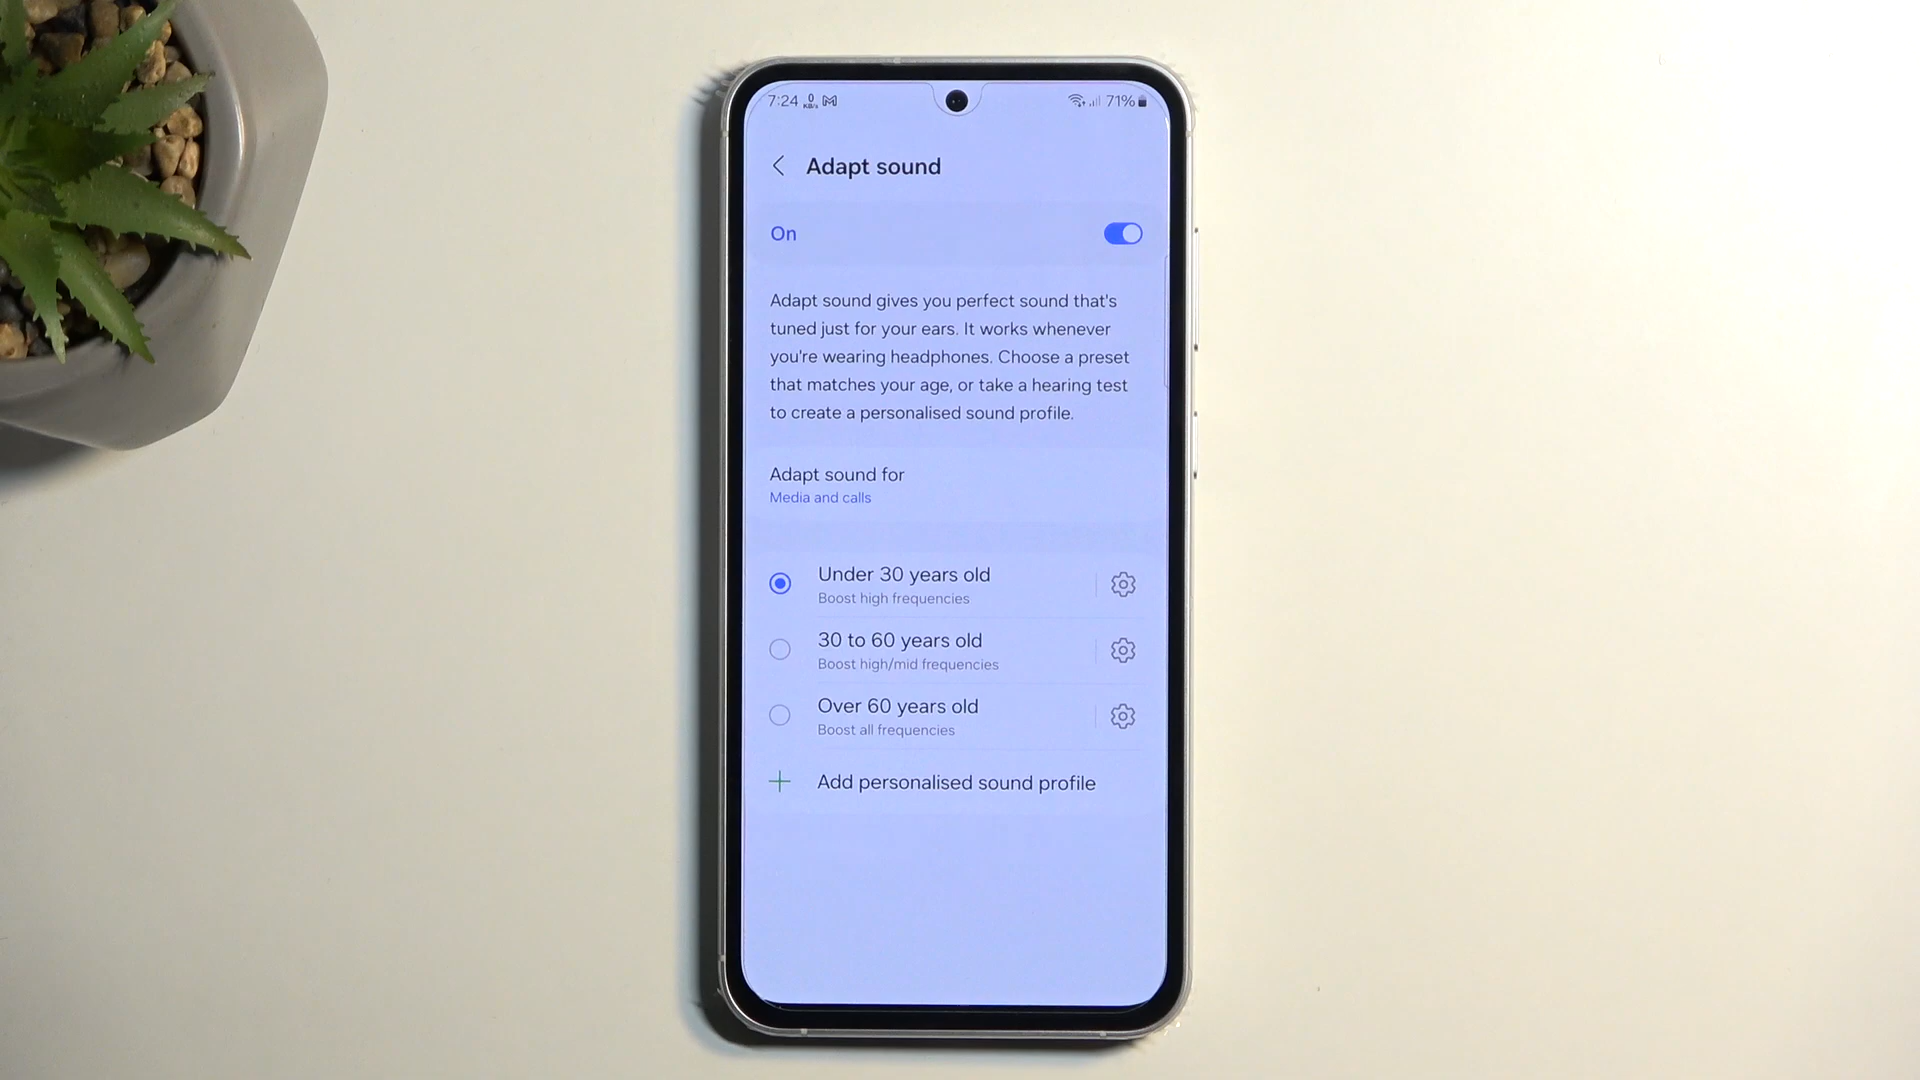 7:24 0 KB/s 71%
Adapt sound
On
Adapt sound gives you perfect sound that's
tuned just for your ears. It works whenever
you're wearing headphones. Choose a preset
that matches your age, or take a hearing test
to create a personalised sound profile.
Adapt sound for
Media and calls
Under 30 years old
Boost high frequencies
30 to 60 years old
Boost high/mid frequencies
Over 60 years old
Boost all frequencies
Add personalised sound profile